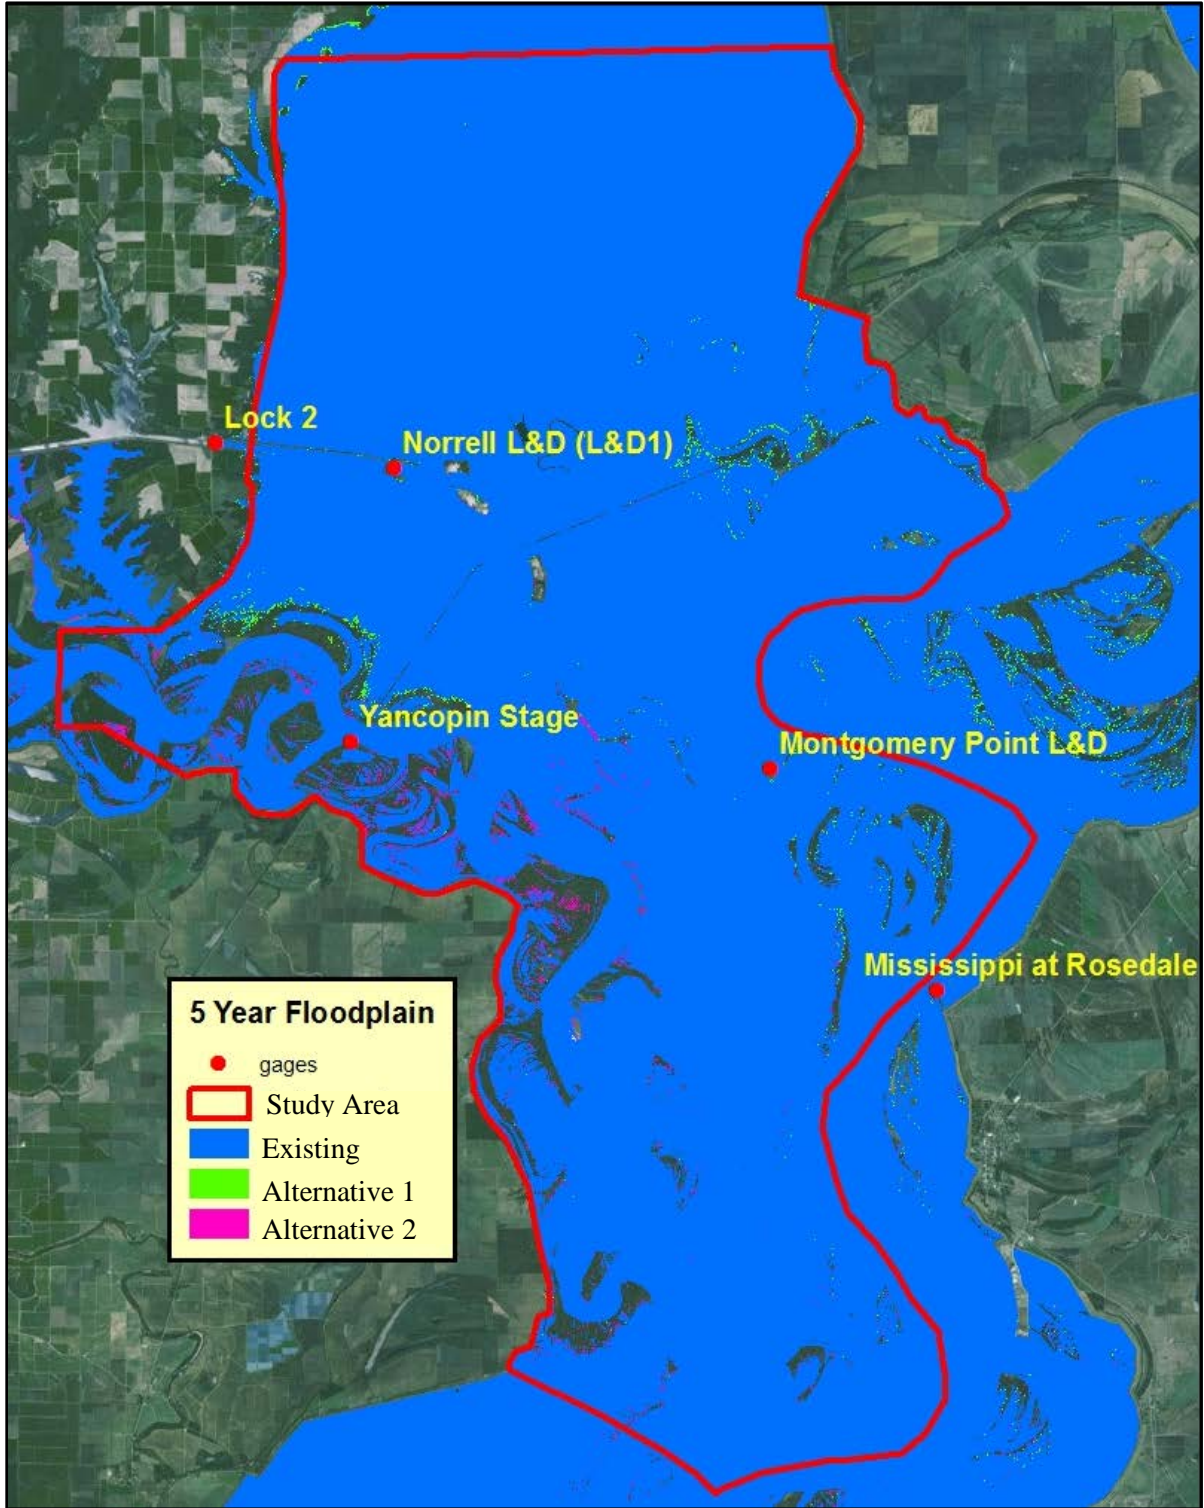 Lock 2
Norrell L&D (L&D1)
Yancopin Stage
Montgomery Point L&D
Mississippi at Rosedale
5 Year Floodplain
gages
Study Area
Existing
Alternative 1
Alternative 2